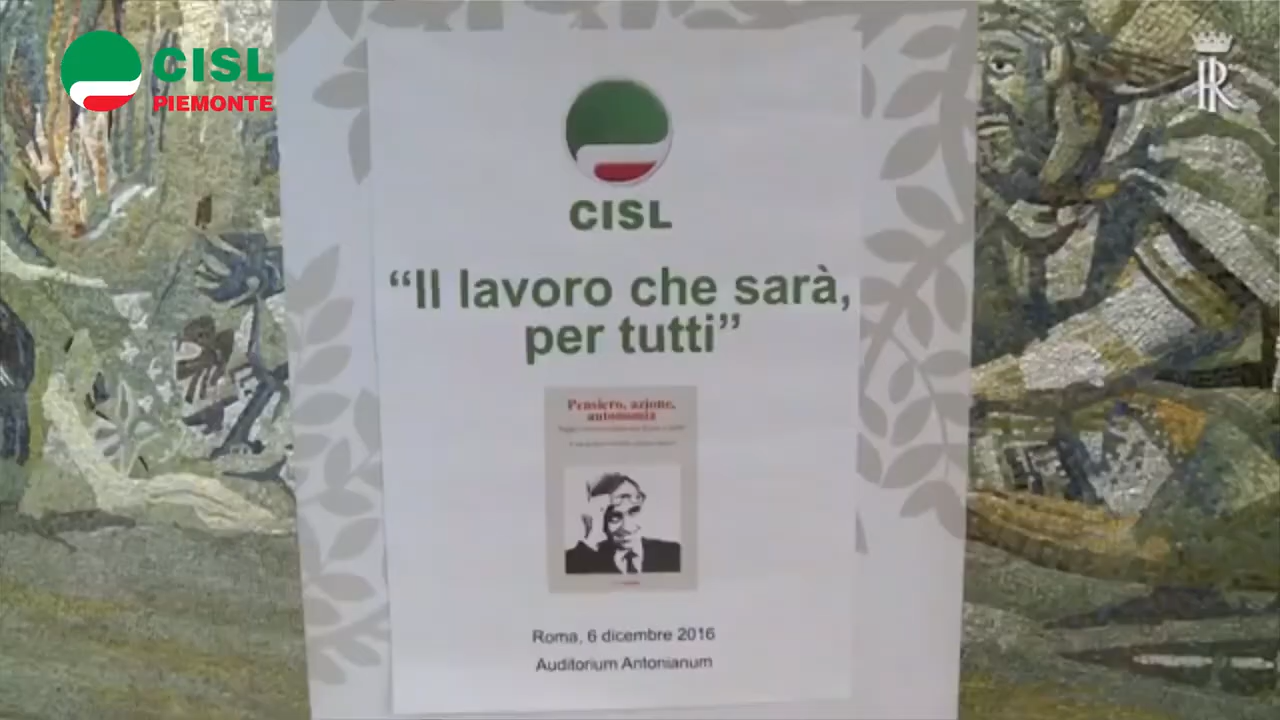 CISL
PIEMONTE
CISL
“Il lavoro che sarà,
per tutti”
Pensiero, azione,
autonomia
Roma, 6 dicembre 2016
Auditorium Antonianum